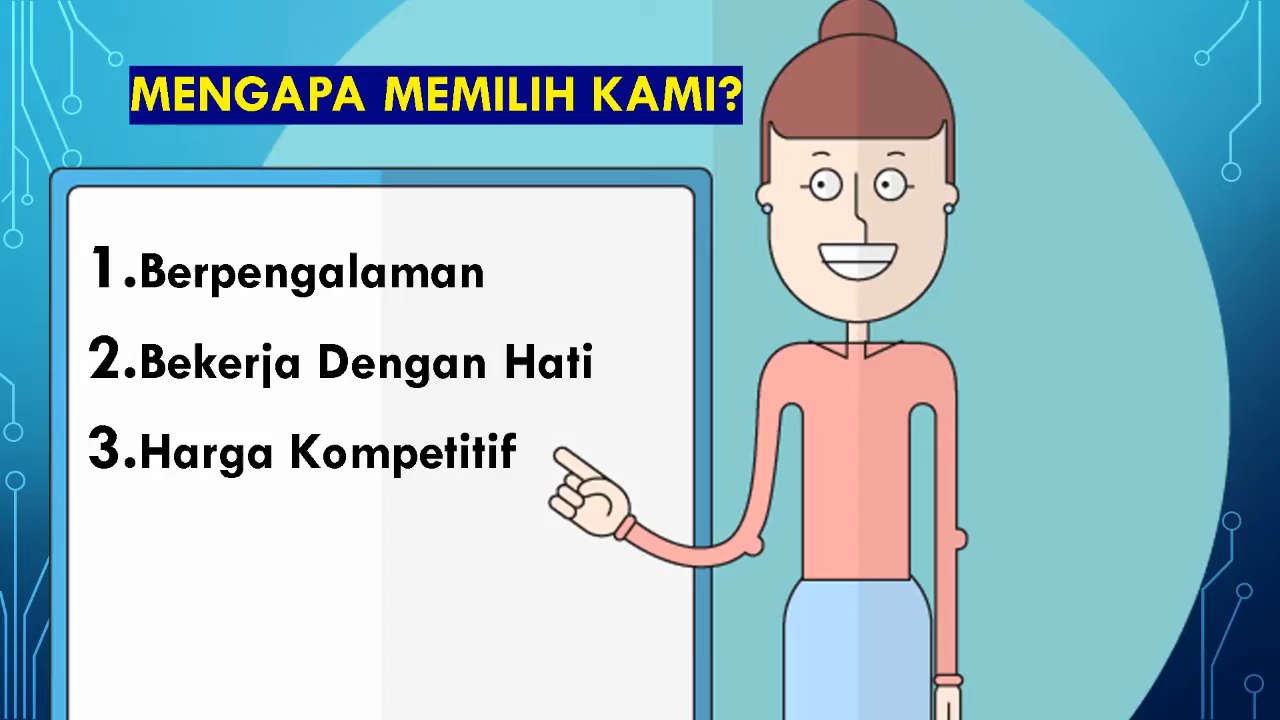 MENGAPA MEMILIH KAMI?
1.Berpengalaman
2.Bekerja Dengan Hati
3.Harga Kompetitif